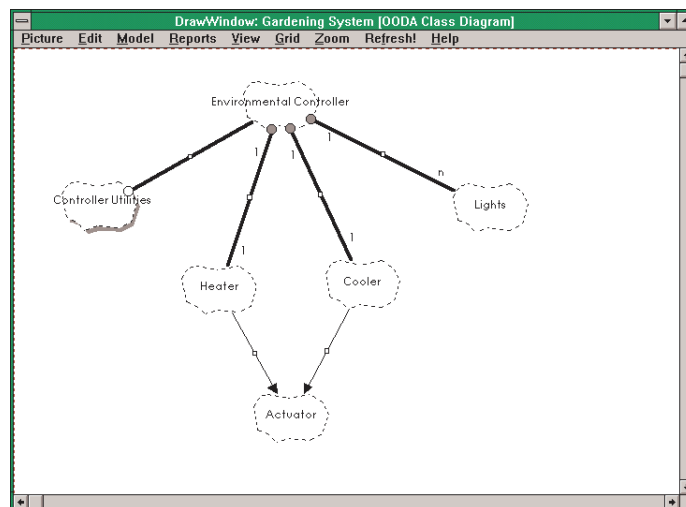 DrawWindow: Gardening System [OODA Class Diagram]
Picture Edit Model Reports View Grid Zoom Refresh! Help
Environmental Controller
1
1
1
n
Controller Utilities
Lights
1
1
Heater
Cooler
Actuator